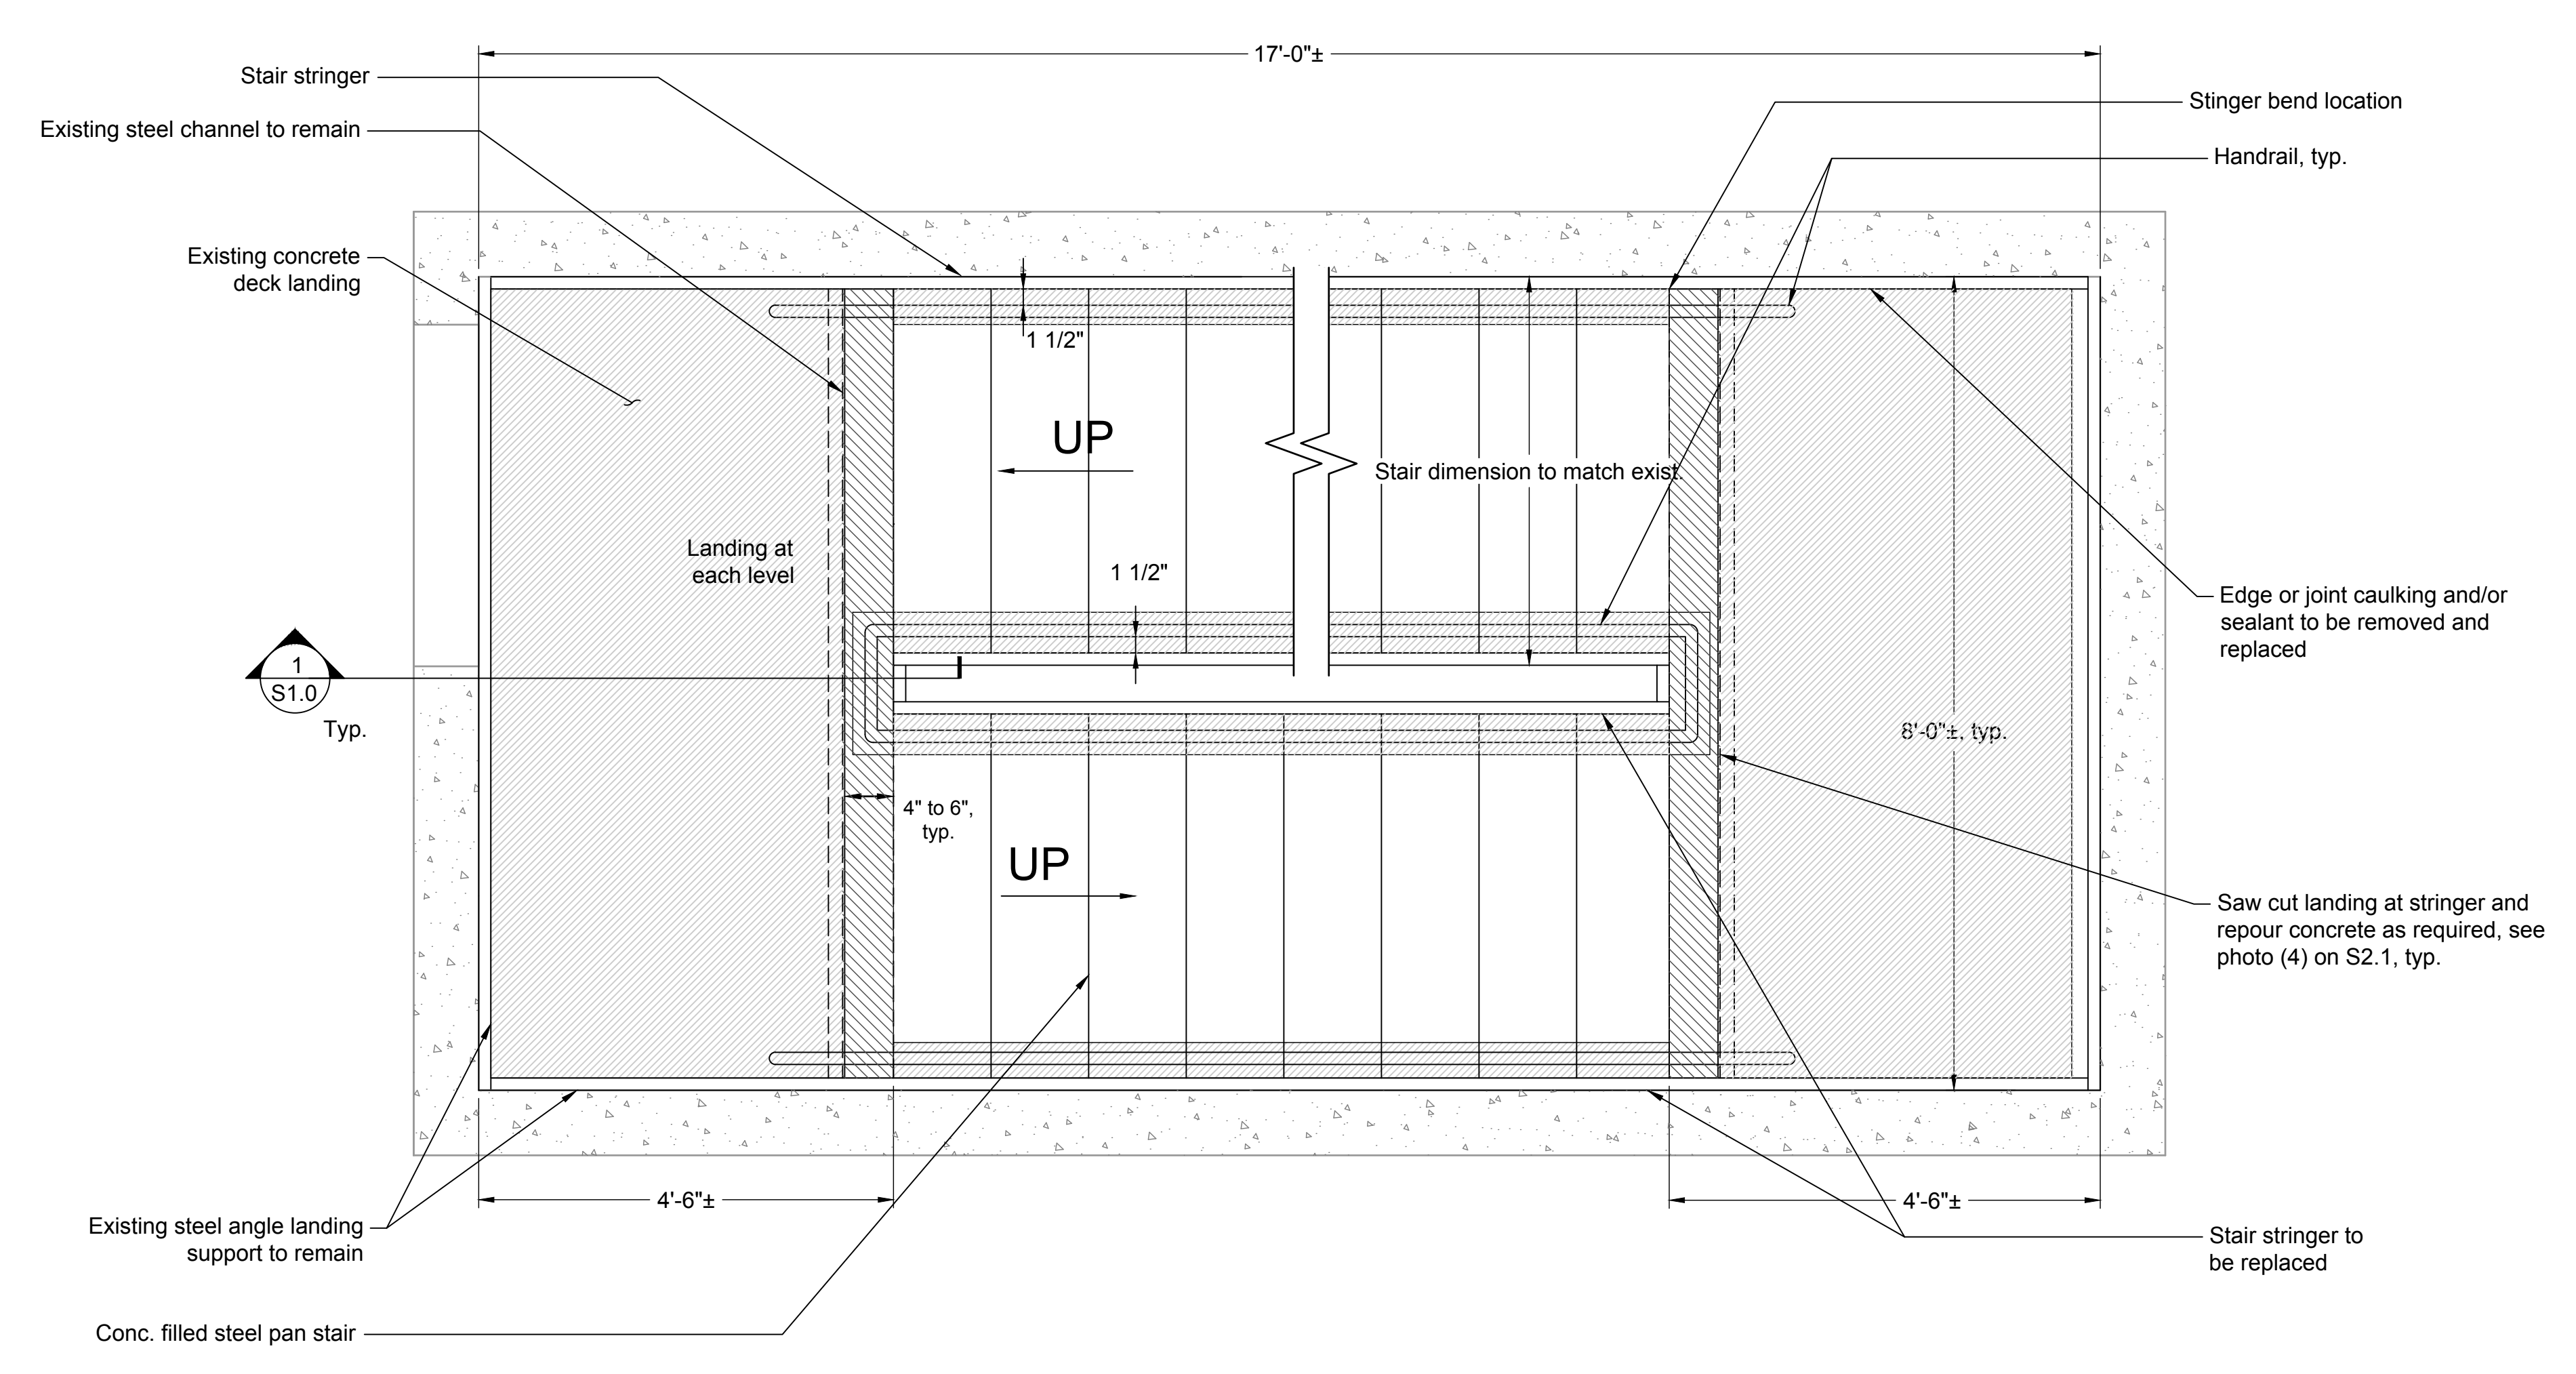 17'-0"±
Stair stringer
Stinger bend location
Existing steel channel to remain
Handrail, typ.
Existing concrete
deck landing
1 1/2"
UP
Stair dimension to match exist.
Landing at
each level
1 1/2"
Edge or joint caulking and/or
sealant to be removed and
replaced
1
S1.0
Typ.
8'-0"±, typ.
4" to 6",
typ.
UP
Saw cut landing at stringer and
repour concrete as required, see
photo (4) on S2.1, typ.
4'-6"±
4'-6"±
Existing steel angle landing
support to remain
Stair stringer to
be replaced
Conc. filled steel pan stair